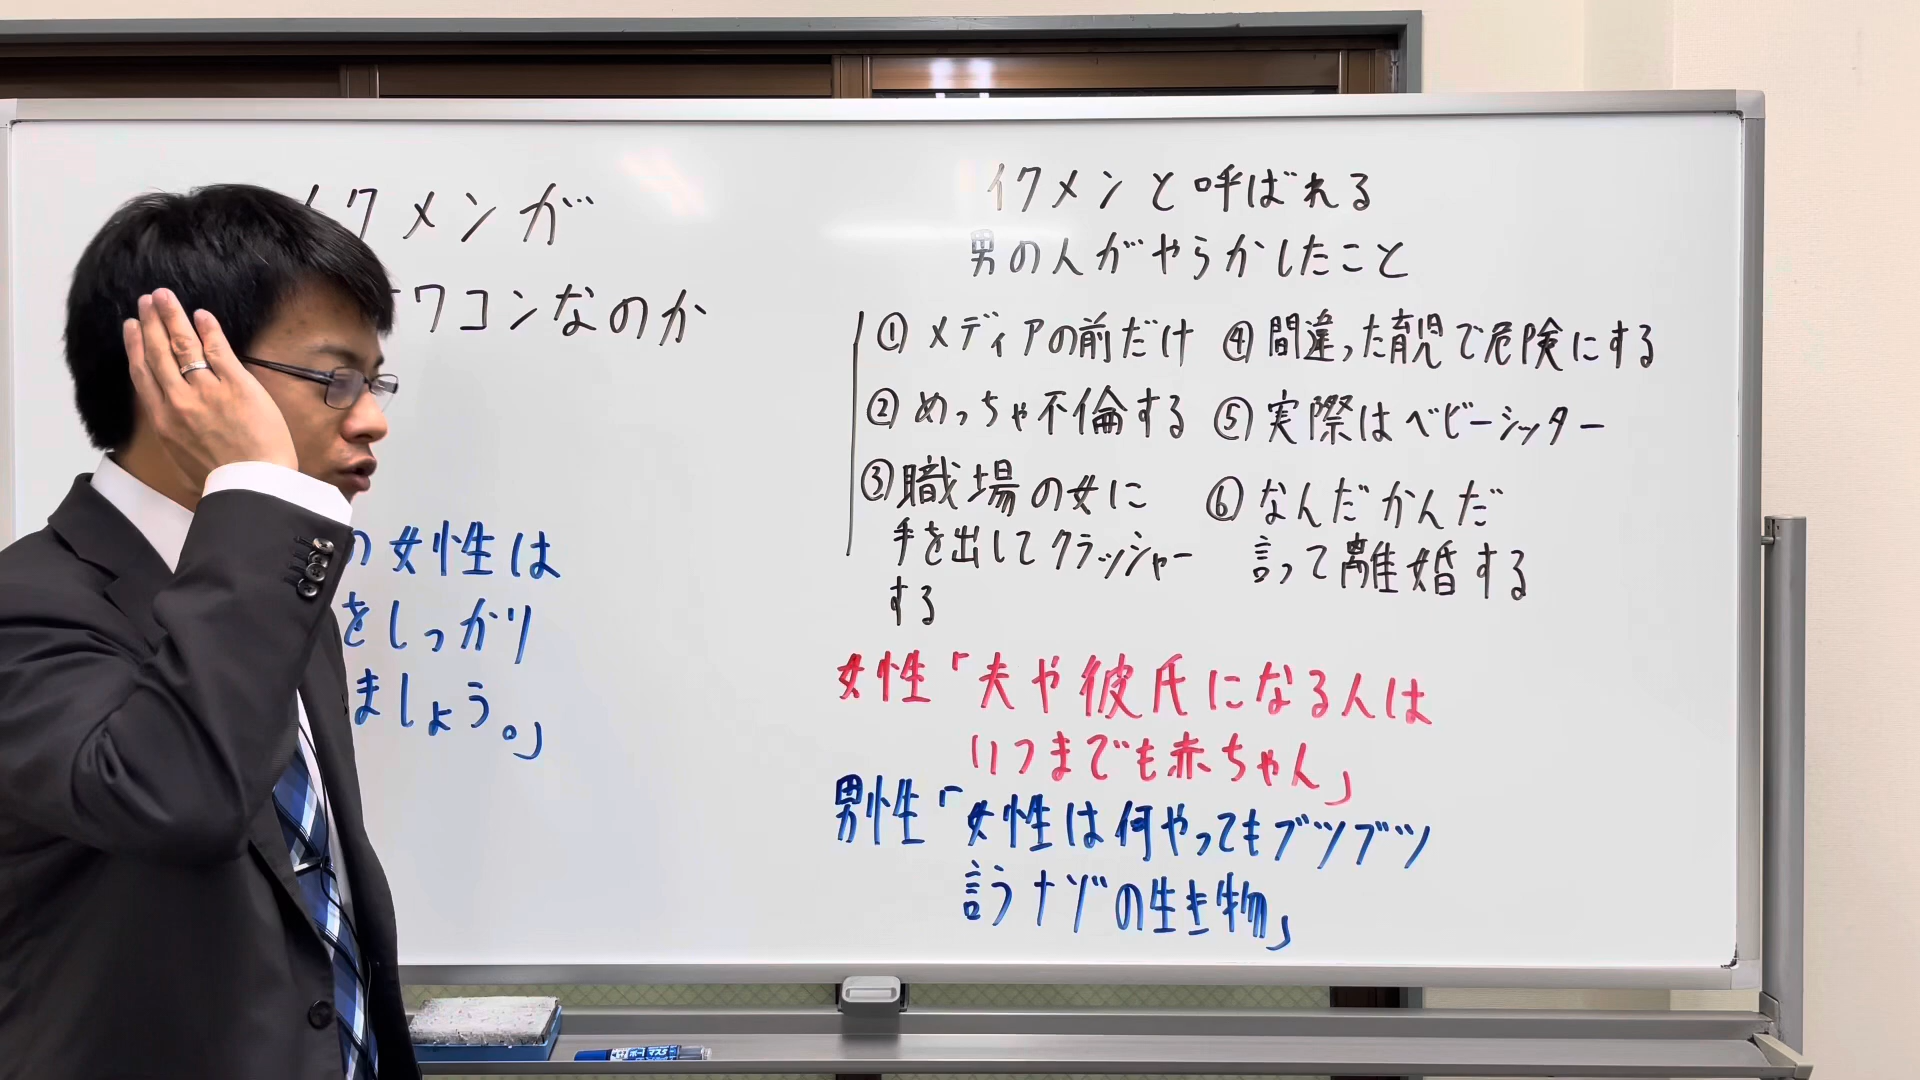 イクメンが
オワコンなのか
の女性は
をしっかり
ましょう。」
イクメンと呼ばれる
男の人がやらかしたこと
①メディアの前だけ
②めっちゃ不倫する
③職場の女に
手を出してクラッシャー
する
④間違った育児で危険にする
⑤実際はベビーシッター
⑥なんだかんだ
言って離婚する
女性「夫や彼氏になる人は
いつまでも赤ちゃん」
男性「女性は何やってもブツブツ
言うナゾの生き物」
ボードマスター